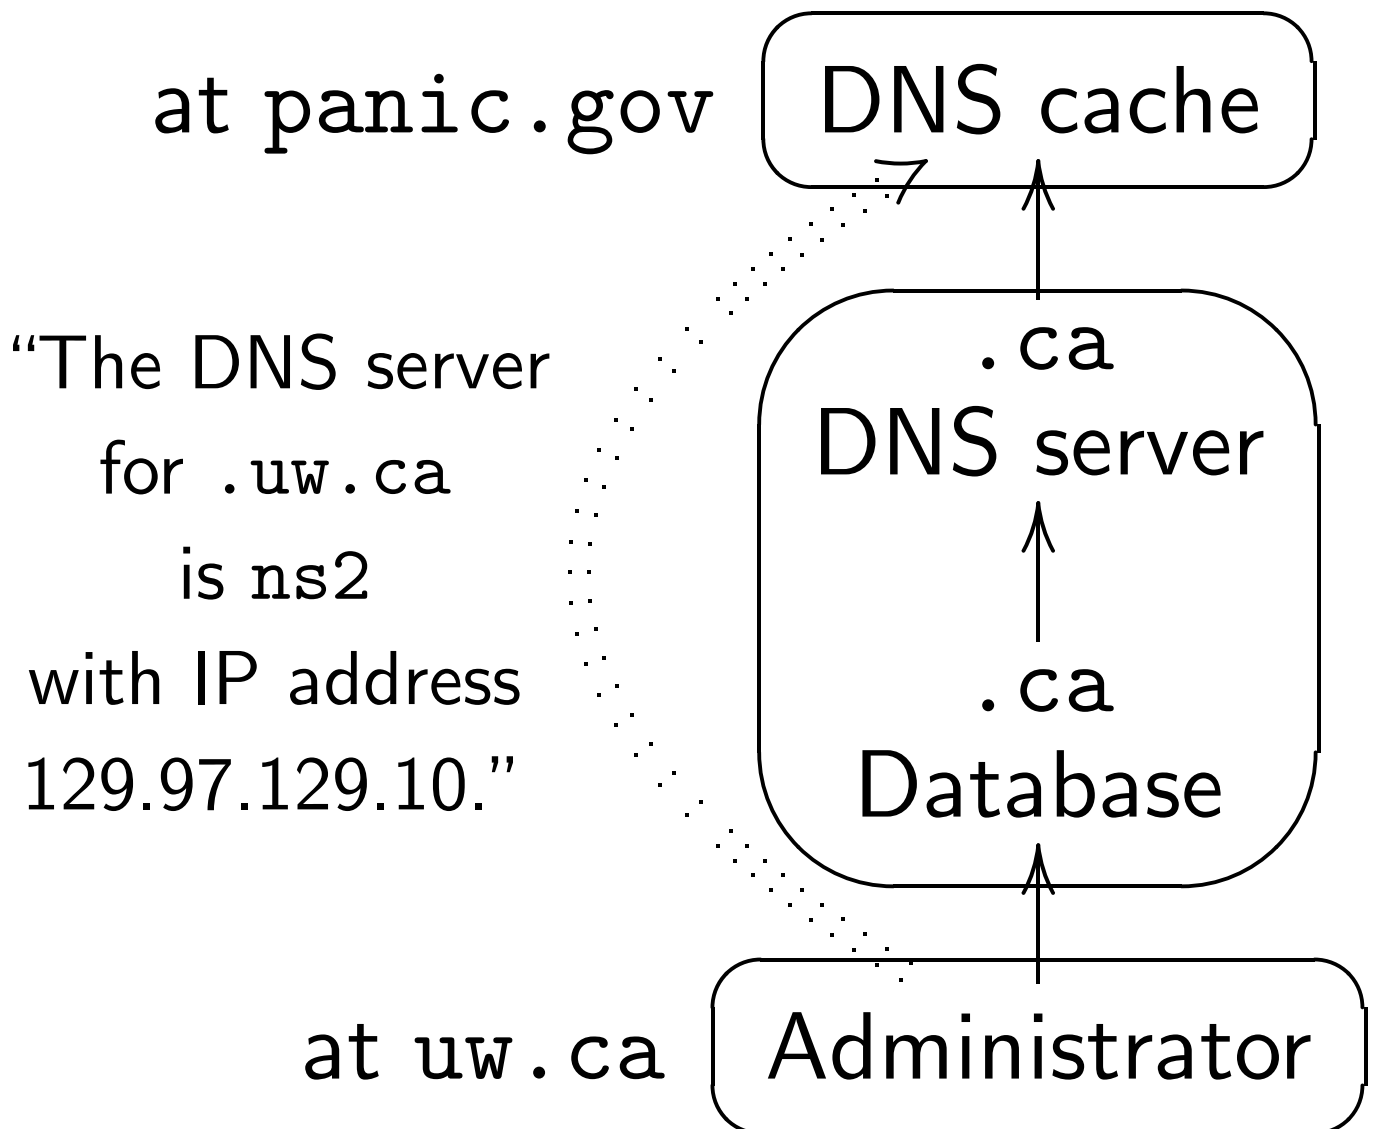 at panic.gov DNS cache
“The DNS server
for .uw.ca
is ns2
with IP address
129.97.129.10.”
.ca
DNS server
.ca
Database
at uw.ca Administrator